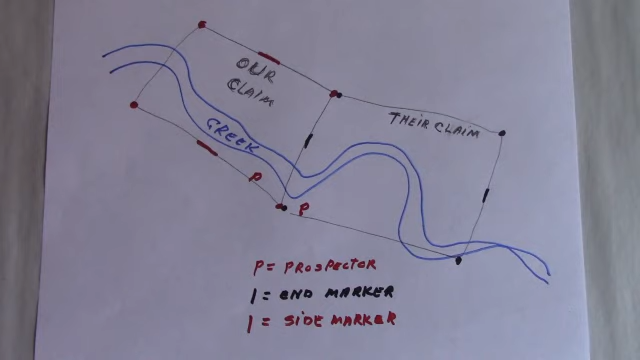 OUR
CLAIM
THEIR CLAIM
CREEK
P
P
P = PROSPECTOR
| = END MARKER
| = SIDE MARKER